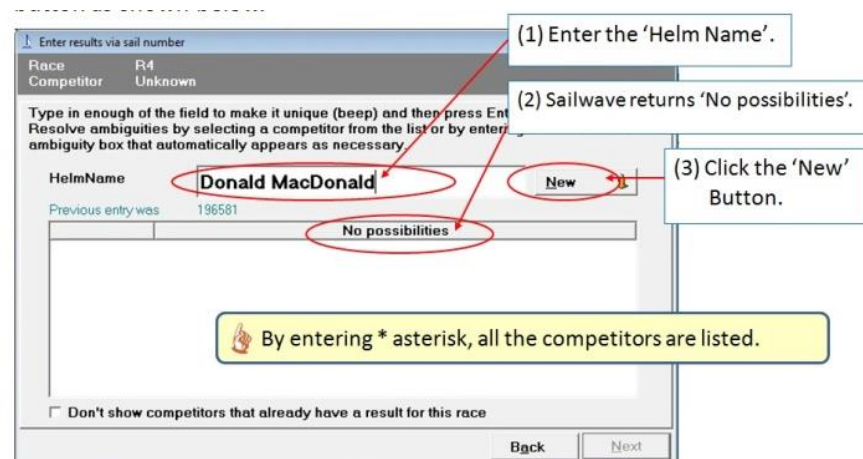 Enter results via sail number
Race R4
Competitor Unknown
(1) Enter the ‘Helm Name’.
Type in enough of the field to make it unique (beep) and then press Ent
Resolve ambiguities by selecting a competitor from the list or by enterin
ambiguity box that automatically appears as necessary.
(2) Sailwave returns ‘No possibilities’.
HelmName Donald MacDonald New
(3) Click the ‘New’
Button.
Previous entry was 196581
No possibilities
By entering * asterisk, all the competitors are listed.
Don't show competitors that already have a result for this race
Back Next